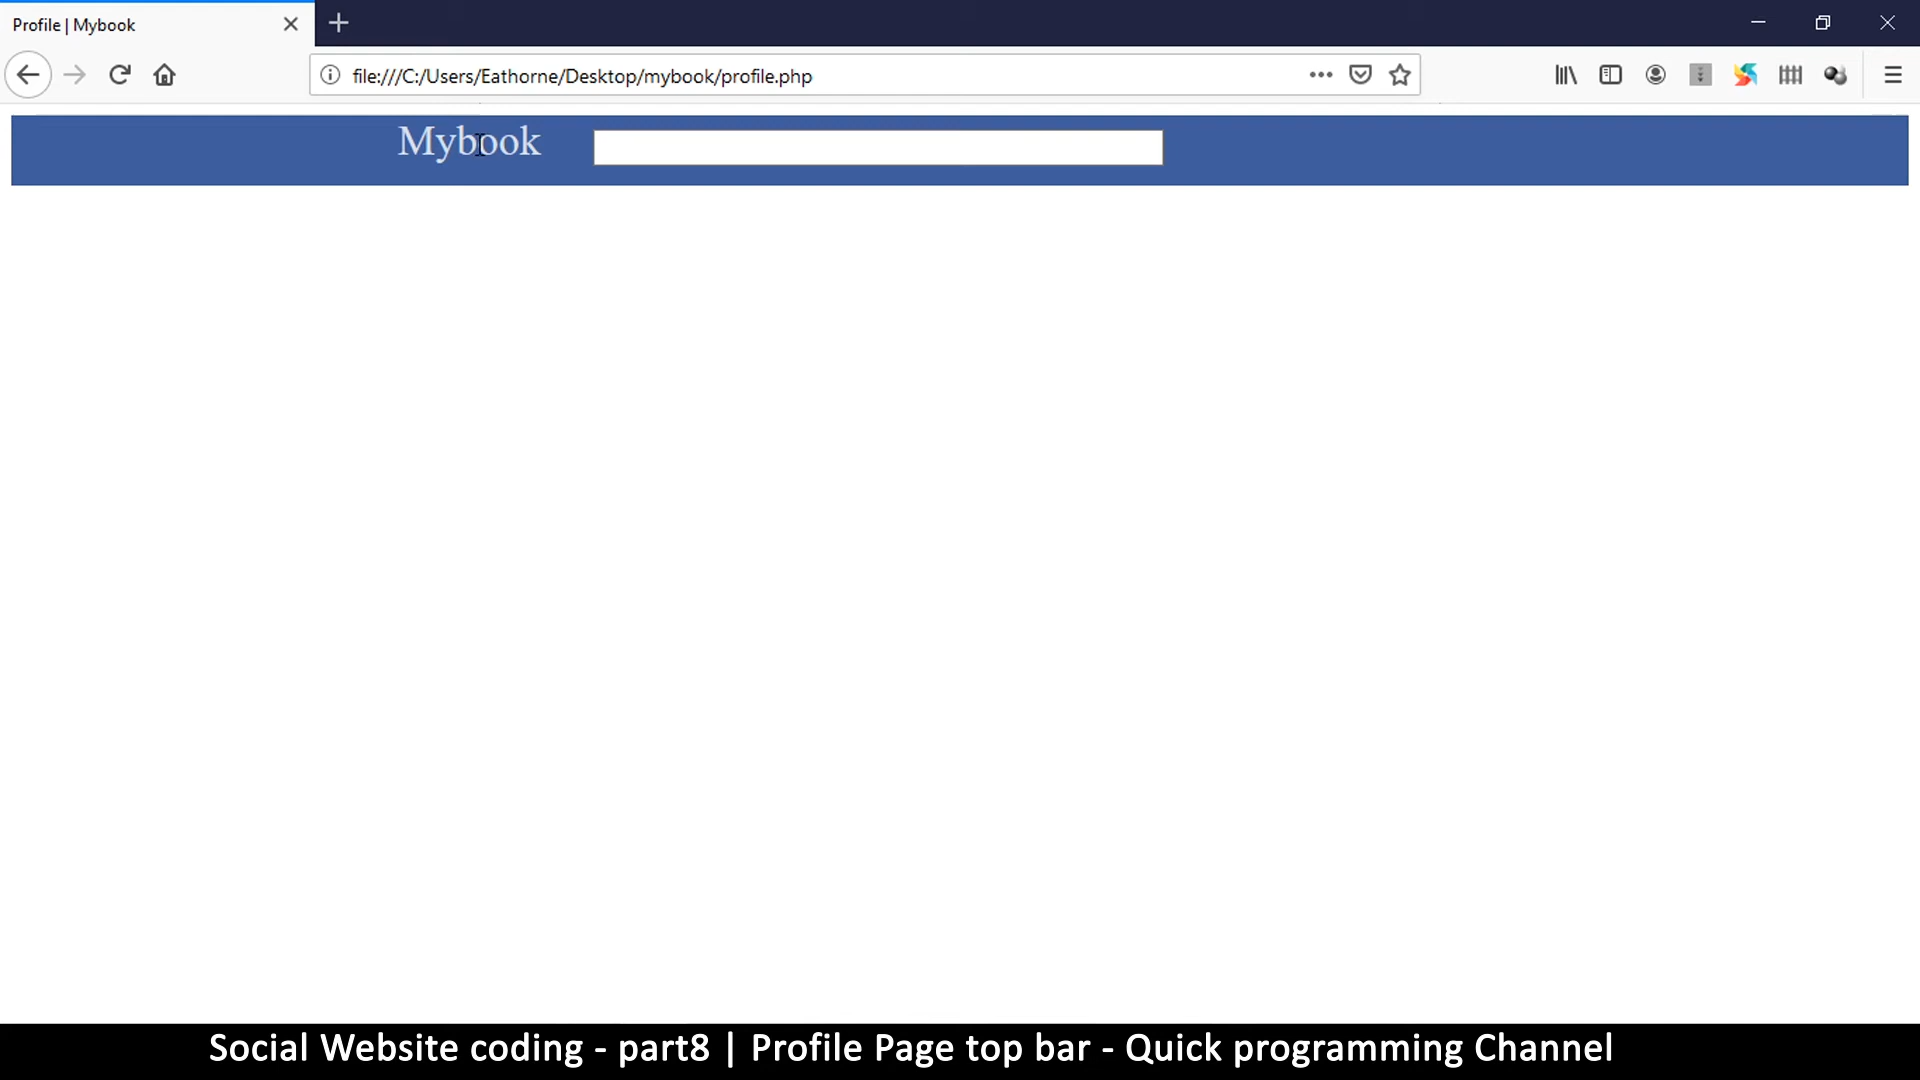 Profile | Mybook
file:///C:/Users/Eathorne/Desktop/mybook/profile.php
Mybook
Social Website coding - part8 | Profile Page top bar - Quick programming Channel